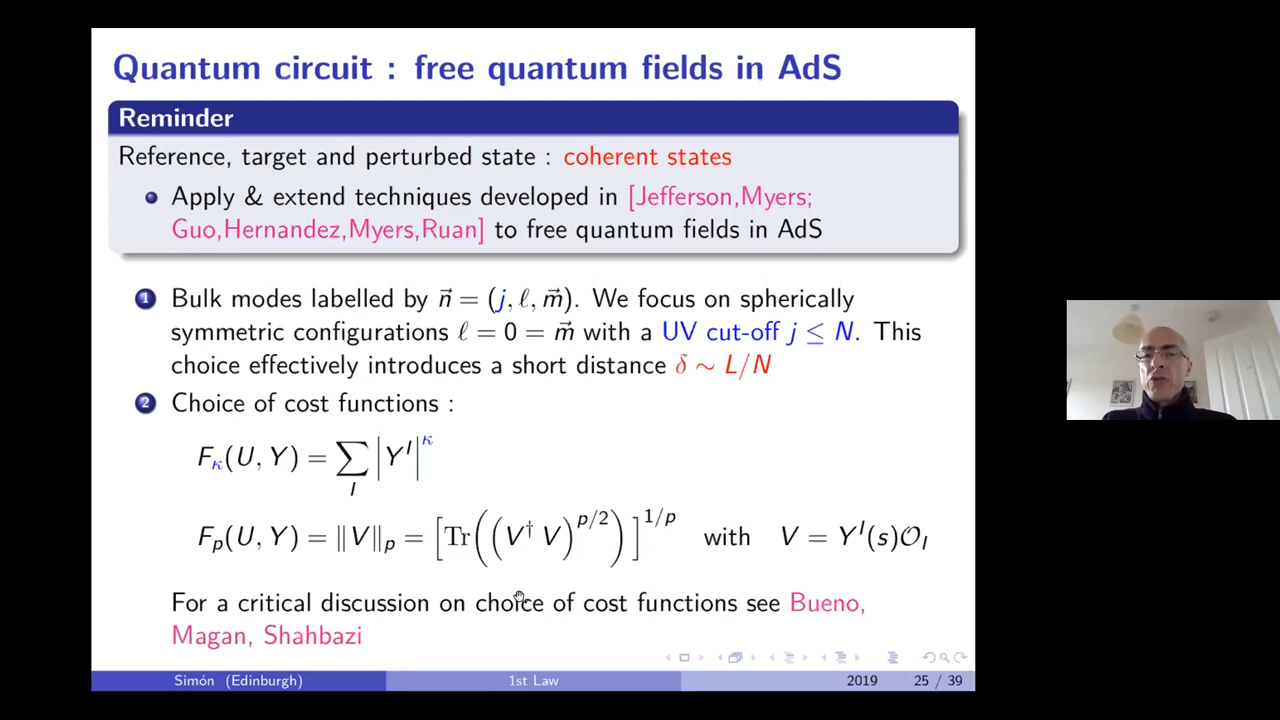 Quantum circuit : free quantum fields in AdS
Reminder
Reference, target and perturbed state : coherent states
Apply & extend techniques developed in [Jefferson,Myers;
Guo,Hernandez,Myers,Ruan] to free quantum fields in AdS
1 Bulk modes labelled by n⃗ = (j, ℓ, m⃗). We focus on spherically
symmetric configurations ℓ = 0 = m⃗ with a UV cut-off j ≤ N. This
choice effectively introduces a short distance δ ∼ L/N
2 Choice of cost functions :
F_κ(U, Y) = ∑_I |Y^I|^κ
F_p(U, Y) = ‖V‖_p = [Tr((V† V)^{p/2})]^{1/p} with V = Y^I(s)O_I
For a critical discussion on choice of cost functions see Bueno,
Magan, Shahbazi
Simón (Edinburgh) 1st Law 2019 25 / 39